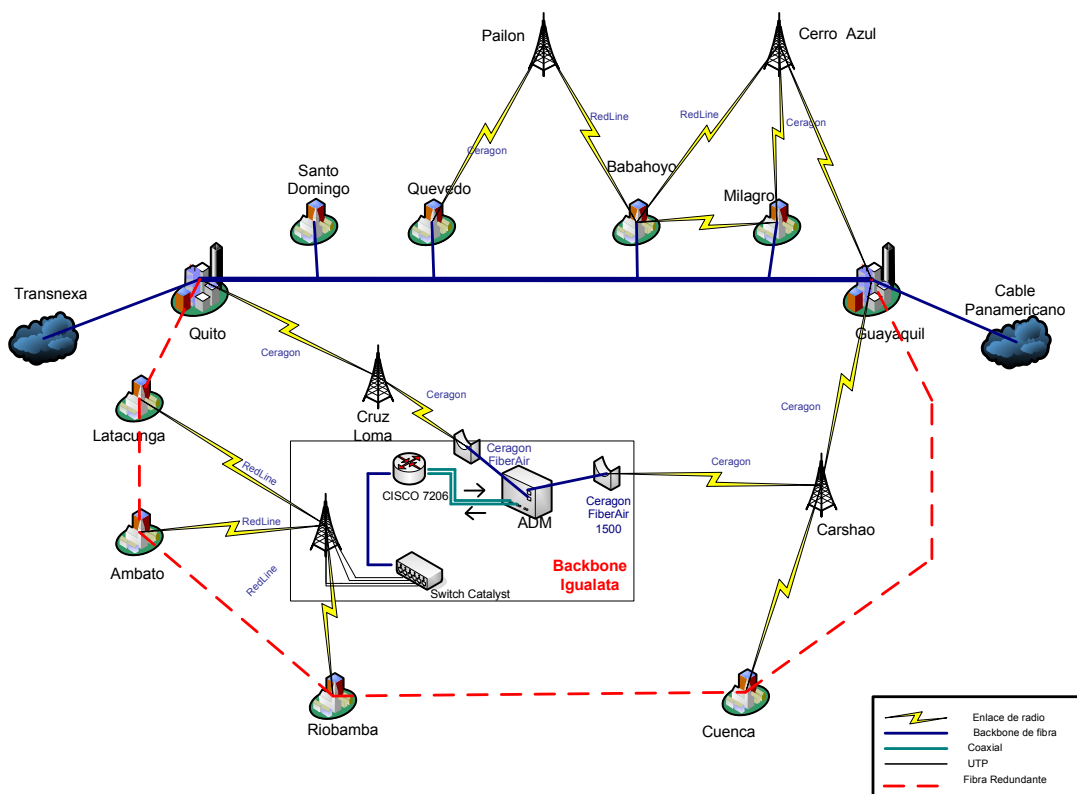 Pailon
Cerro Azul
RedLine
RedLine
Ceragon
Ceragon
Santo
Domingo
Quevedo
Babahoyo
Milagro
Transnexa
Quito
Guayaquil
Cable
Panamericano
Ceragon
Ceragon
Cruz
Loma
Ceragon
Latacunga
Ceragon
FiberAir
Ceragon
RedLine
CISCO 7206
ADM
Ceragon
FiberAir
1500
Carshao
RedLine
Ambato
RedLine
Backbone
Igualata
Switch Catalyst
Riobamba
Cuenca
Enlace de radio
Backbone de fibra
Coaxial
UTP
Fibra Redundante